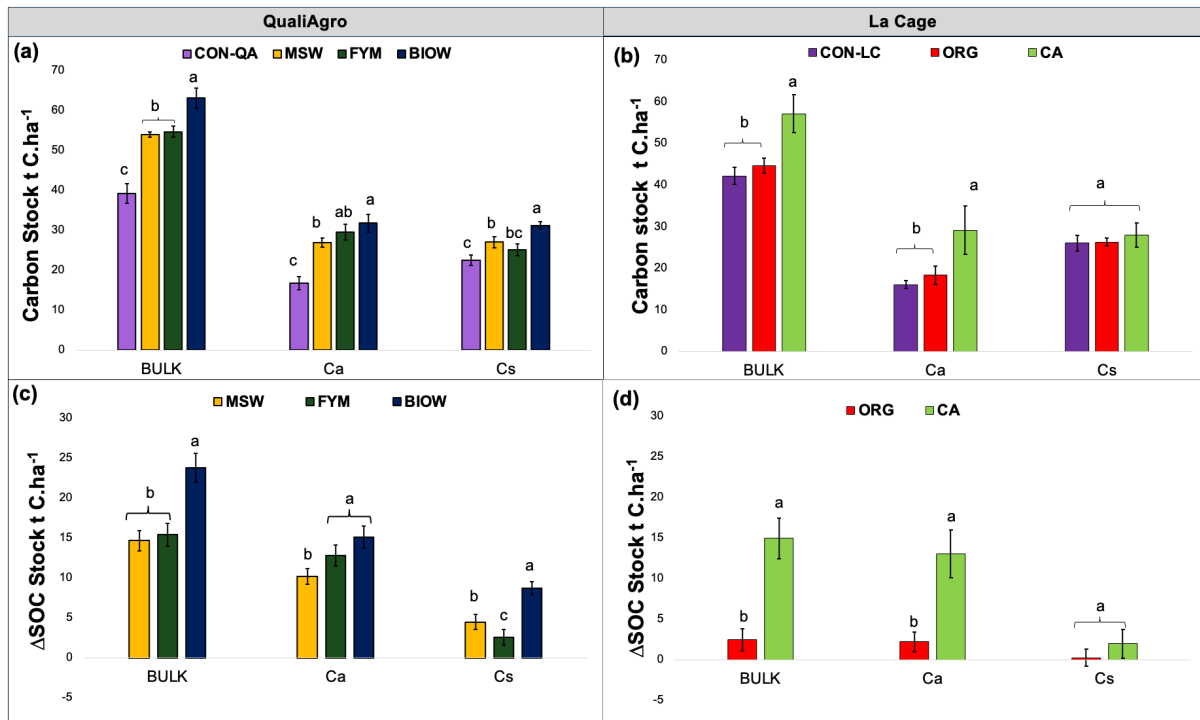 QualiAgro
La Cage
(a)
CON-QA MSW FYM BIOW
Carbon Stock t C.ha-1
70
60
50
40
30
20
10
0
c b a
c b ab a
c b bc a
BULK Ca Cs
(b)
CON-LC ORG CA
Carbon stock t C.ha-1
70
60
50
40
30
20
10
0
b a
b a
a
BULK Ca Cs
(c)
MSW FYM BIOW
ΔSOC Stock t C.ha-1
30
25
20
15
10
5
0
-5
b a
b a
b c a
BULK Ca Cs
(d)
ORG CA
ΔSOC Stock t C.ha-1
30
25
20
15
10
5
0
-5
b a
b a
a
BULK Ca Cs